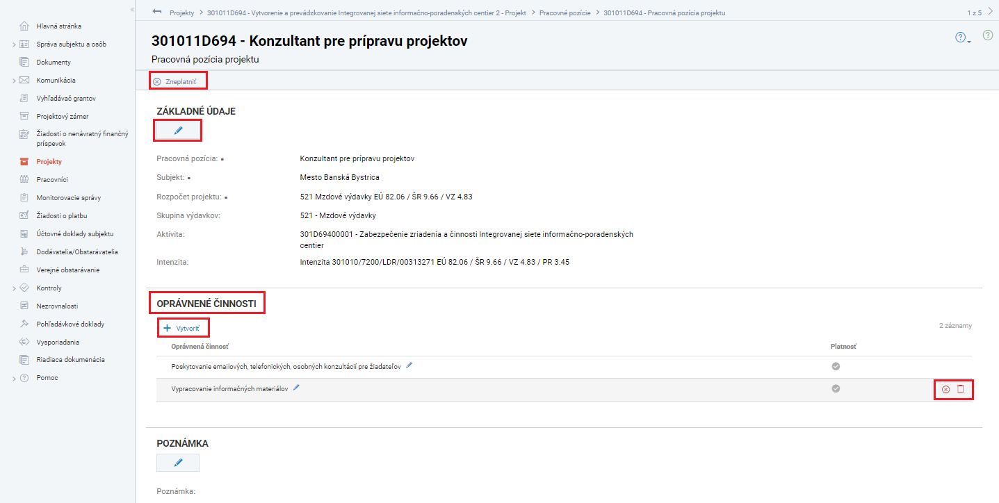 Projekty > 301011D694 - Vytvorenie a prevádzkovanie Integrovanej siete informačno-poradenských centier 2 - Projekt > Pracovné pozície > 301011D694 - Pracovná pozícia projektu
1 z 5
Hlavná stránka
Správa subjektu a osôb
Dokumenty
Komunikácia
Vyhľadávač grantov
Projektový zámer
Žiadosti o nenávratný finančný
príspevok
Projekty
Pracovníci
Monitorovacie správy
Žiadosti o platbu
Účtovné doklady subjektu
Dodávatelia/Obstarávatelia
Verejné obstarávanie
Kontroly
Nezrovnalosti
Pohľadávkové doklady
Vysporiadania
Riadiaca dokumenácia
Pomoc
301011D694 - Konzultant pre prípravu projektov
Pracovná pozícia projektu
Zneplatniť
ZÁKLADNÉ ÚDAJE
Pracovná pozícia: Konzultant pre prípravu projektov
Subjekt: Mesto Banská Bystrica
Rozpočet projektu: 521 Mzdové výdavky EÚ 82.06 / ŠR 9.66 / VZ 4.83
Skupina výdavkov: 521 - Mzdové výdavky
Aktivita: 301D69400001 - Zabezpečenie zriadenia a činnosti Integrovanej siete informačno-poradenských
centier
Intenzita: Intenzita 301010/7200/LDR/00313271 EÚ 82.06 / ŠR 9.66 / VZ 4.83 / PR 3.45
OPRÁVNENÉ ČINNOSTI
Vytvoriť
2 záznamy
Oprávnená činnosť Platnosť
Poskytovanie emailových, telefonických, osobných konzultácií pre žiadateľov
Vypracovanie informačných materiálov
POZNÁMKA
Poznámka: